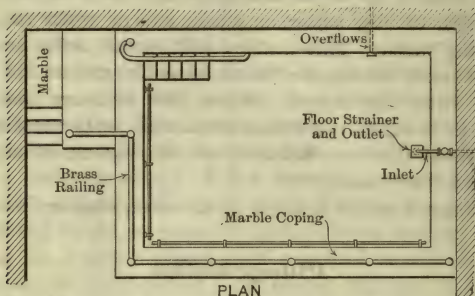 Overflows
Marble
Floor Strainer
and Outlet
Inlet
Brass
Railing
Marble Coping
PLAN